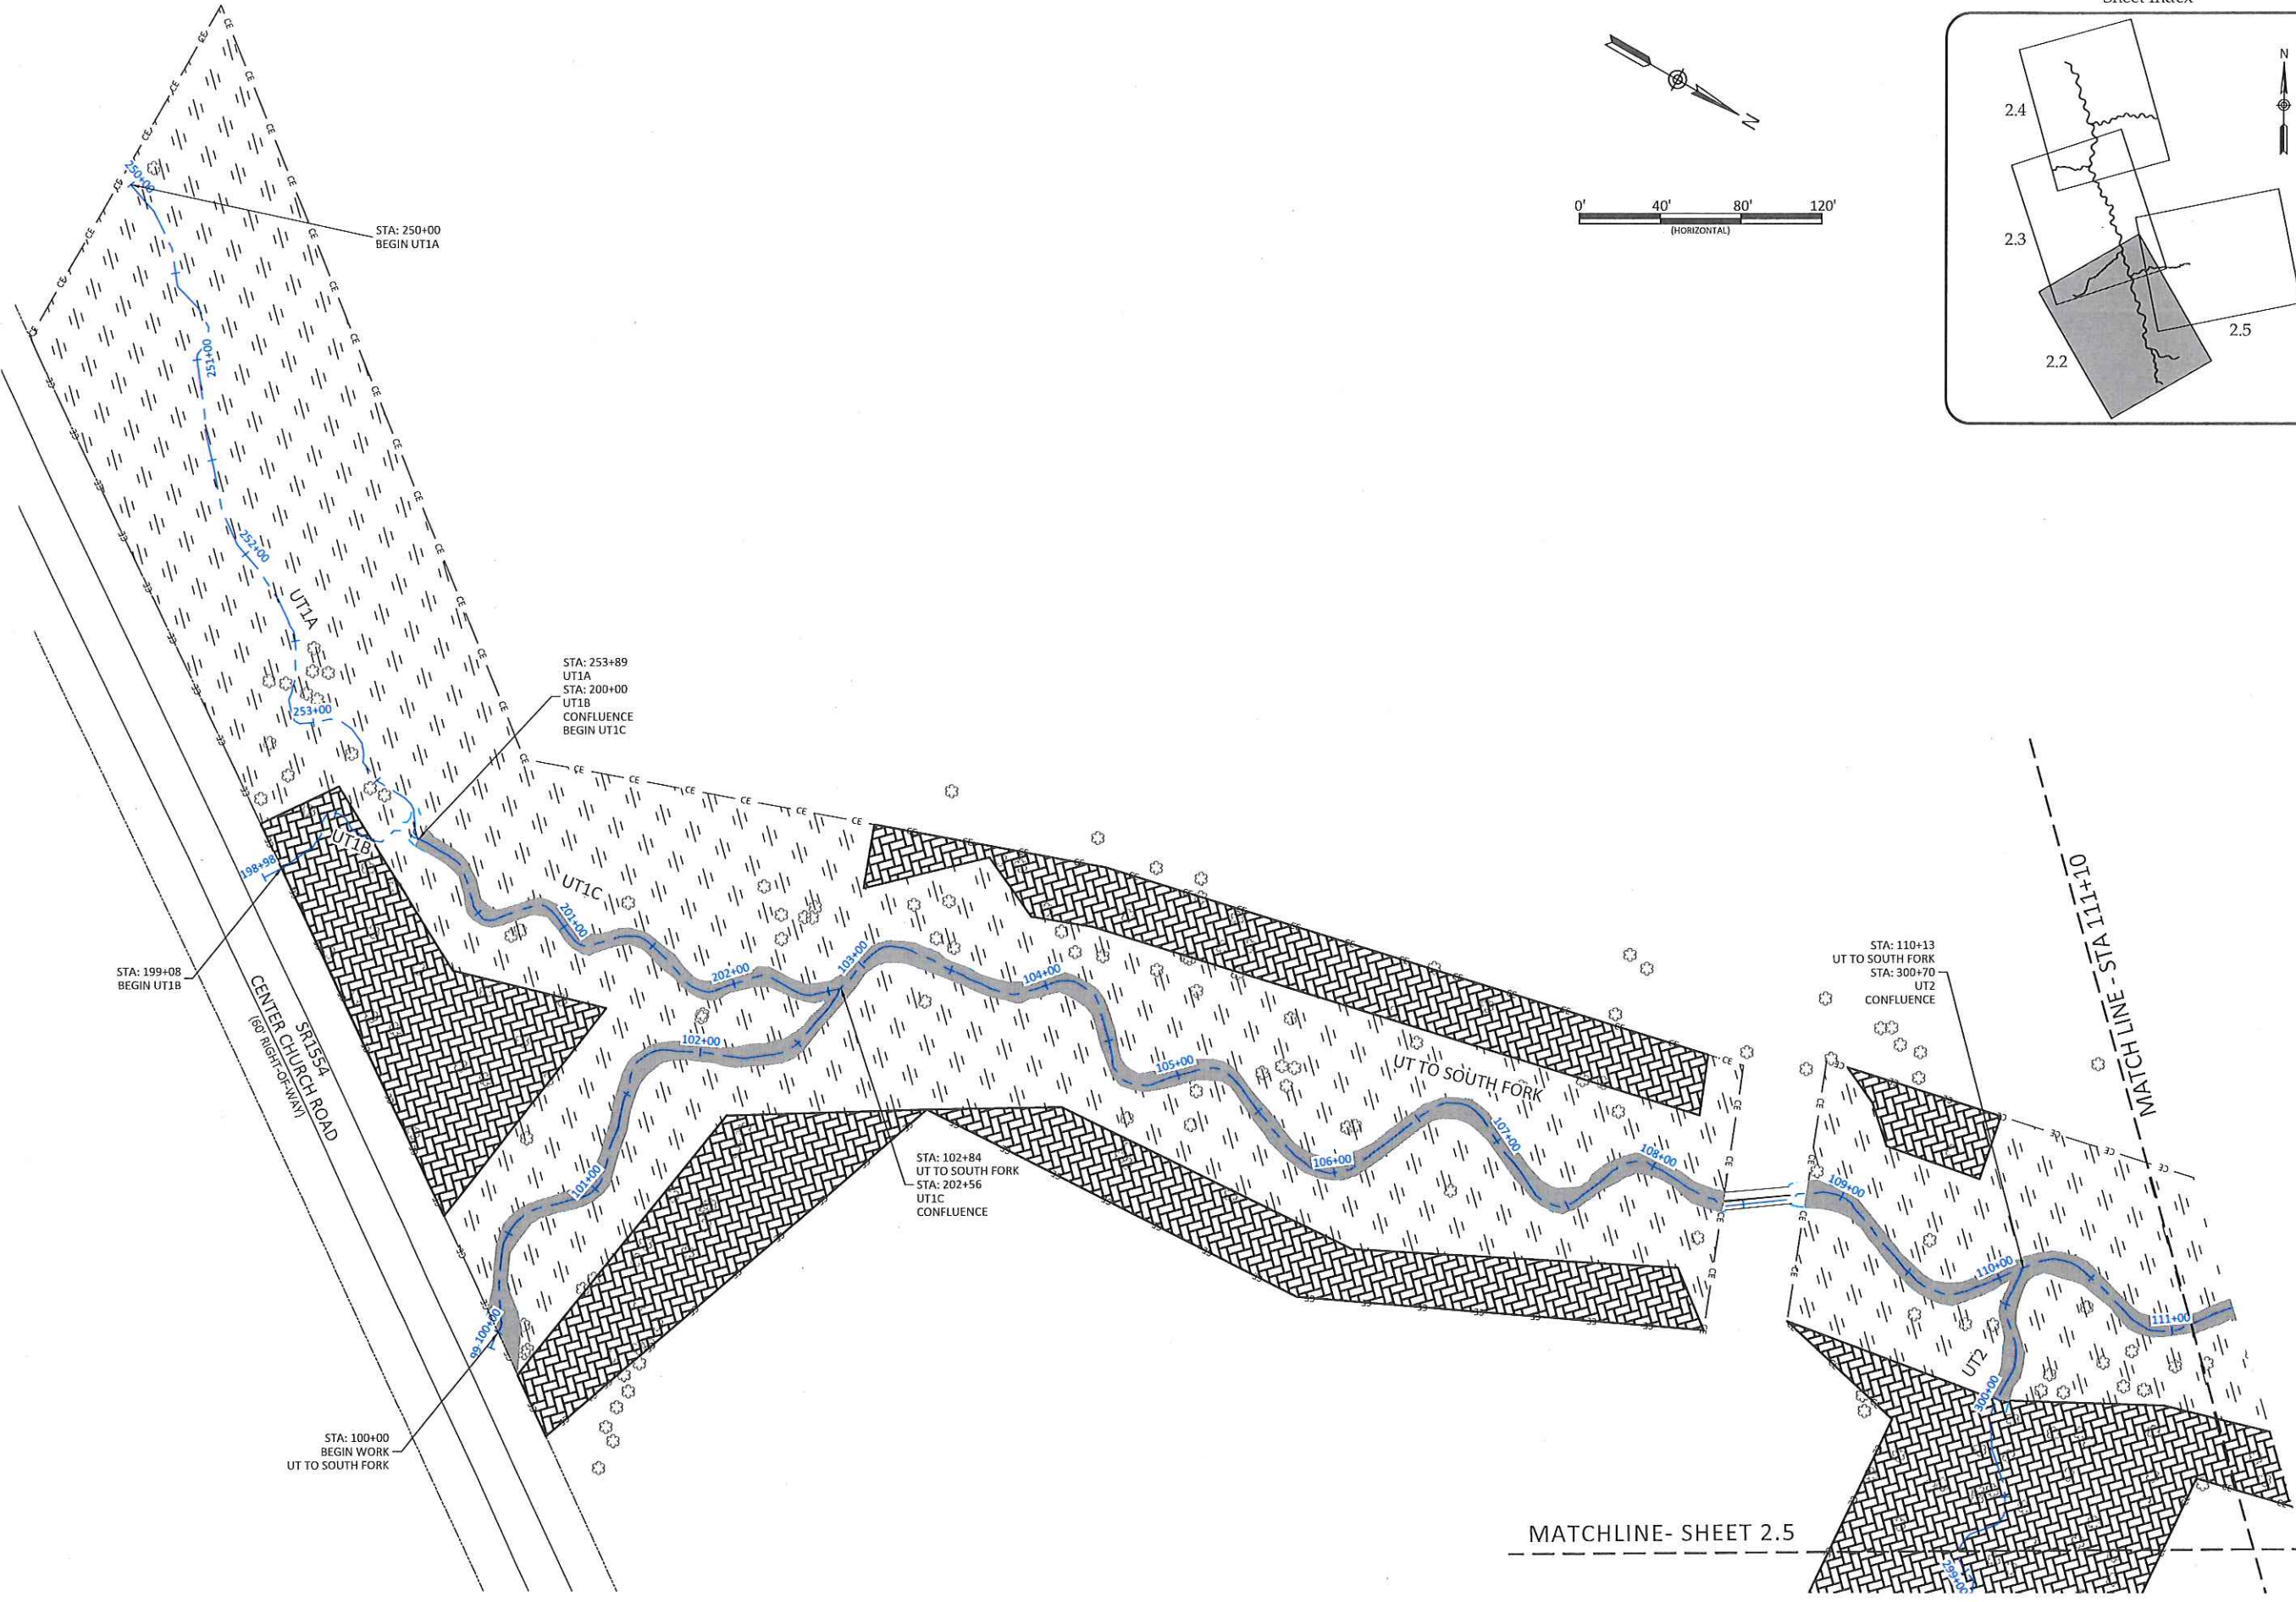 Sheet Index
N
2.4
2.3
2.2
2.5
N
0' 40' 80' 120'
(HORIZONTAL)
250+00
STA: 250+00
BEGIN UT1A
251+00
252+00
UT1A
253+00
STA: 253+89
UT1A
STA: 200+00
UT1B
CONFLUENCE
BEGIN UT1C
UT1B
198+98
STA: 199+08
BEGIN UT1B
SR1554
CENTER CHURCH ROAD
(60' RIGHT-OF-WAY)
UT1C
201+00
202+00
103+00
104+00
102+00
101+00
105+00
106+00
UT TO SOUTH FORK
107+00
108+00
109+00
110+00
111+00
STA: 102+84
UT TO SOUTH FORK
STA: 202+56
UT1C
CONFLUENCE
STA: 110+13
UT TO SOUTH FORK
STA: 300+70
UT2
CONFLUENCE
MATCH LINE - STA 111+10
100+00
STA: 100+00
BEGIN WORK
UT TO SOUTH FORK
UT2
300+00
299+00
MATCHLINE- SHEET 2.5
CE